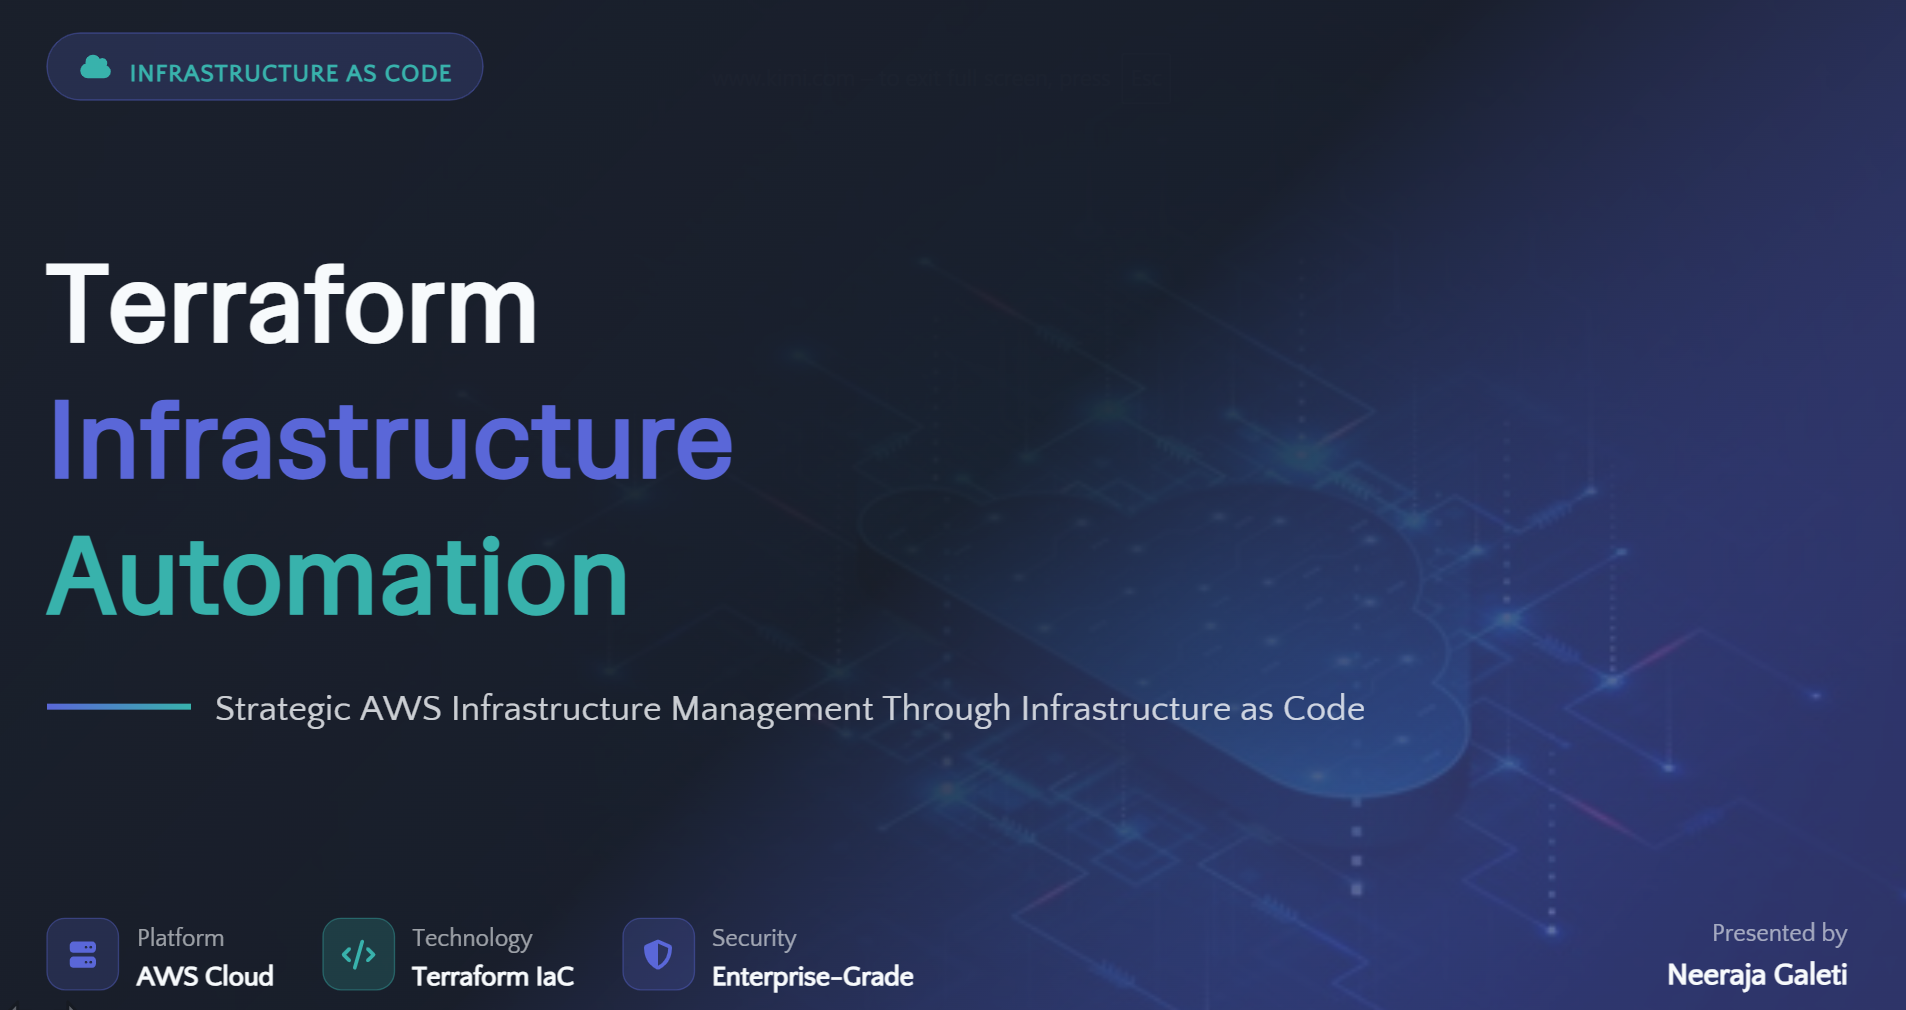 INFRASTRUCTURE AS CODE
Terraform
Infrastructure
Automation
Strategic AWS Infrastructure Management Through Infrastructure as Code
Platform
AWS Cloud
Technology
Terraform IaC
Security
Enterprise-Grade
Presented by
Neeraja Galeti